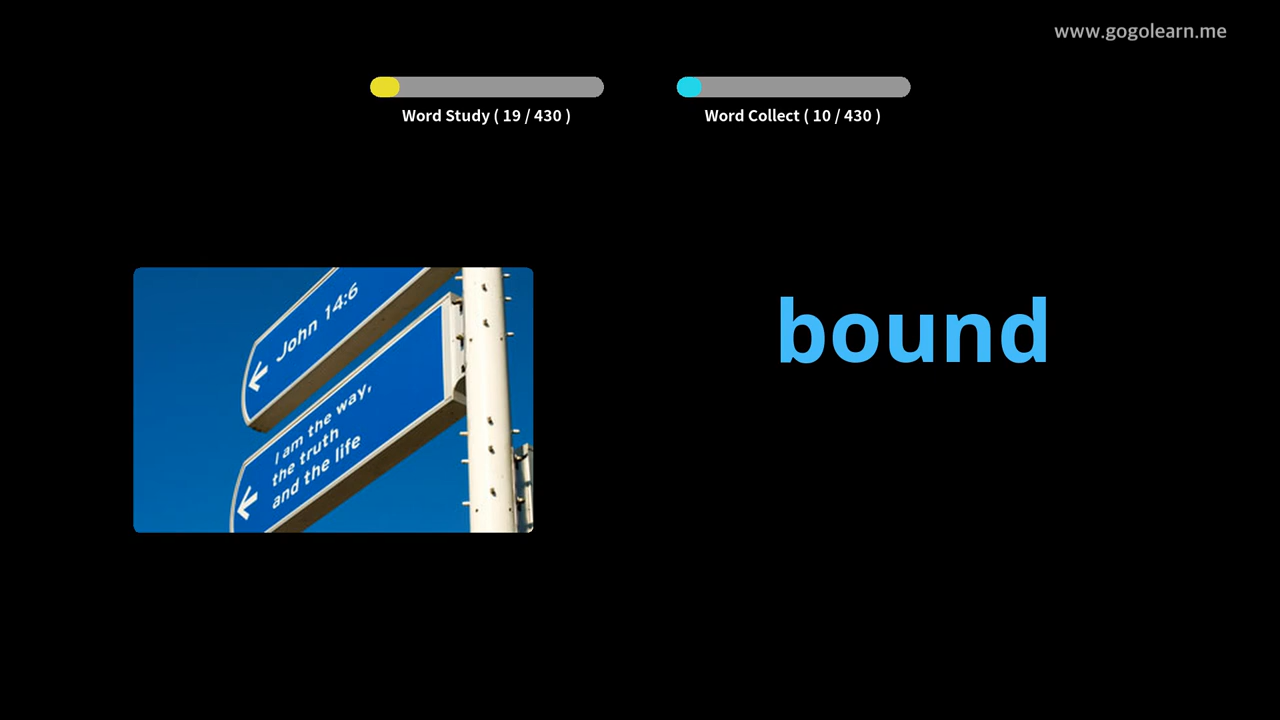 www.gogolearn.me
Word Study ( 19 / 430 )
Word Collect ( 10 / 430 )
John 14:6
I am the way,
the truth
and the life
bound